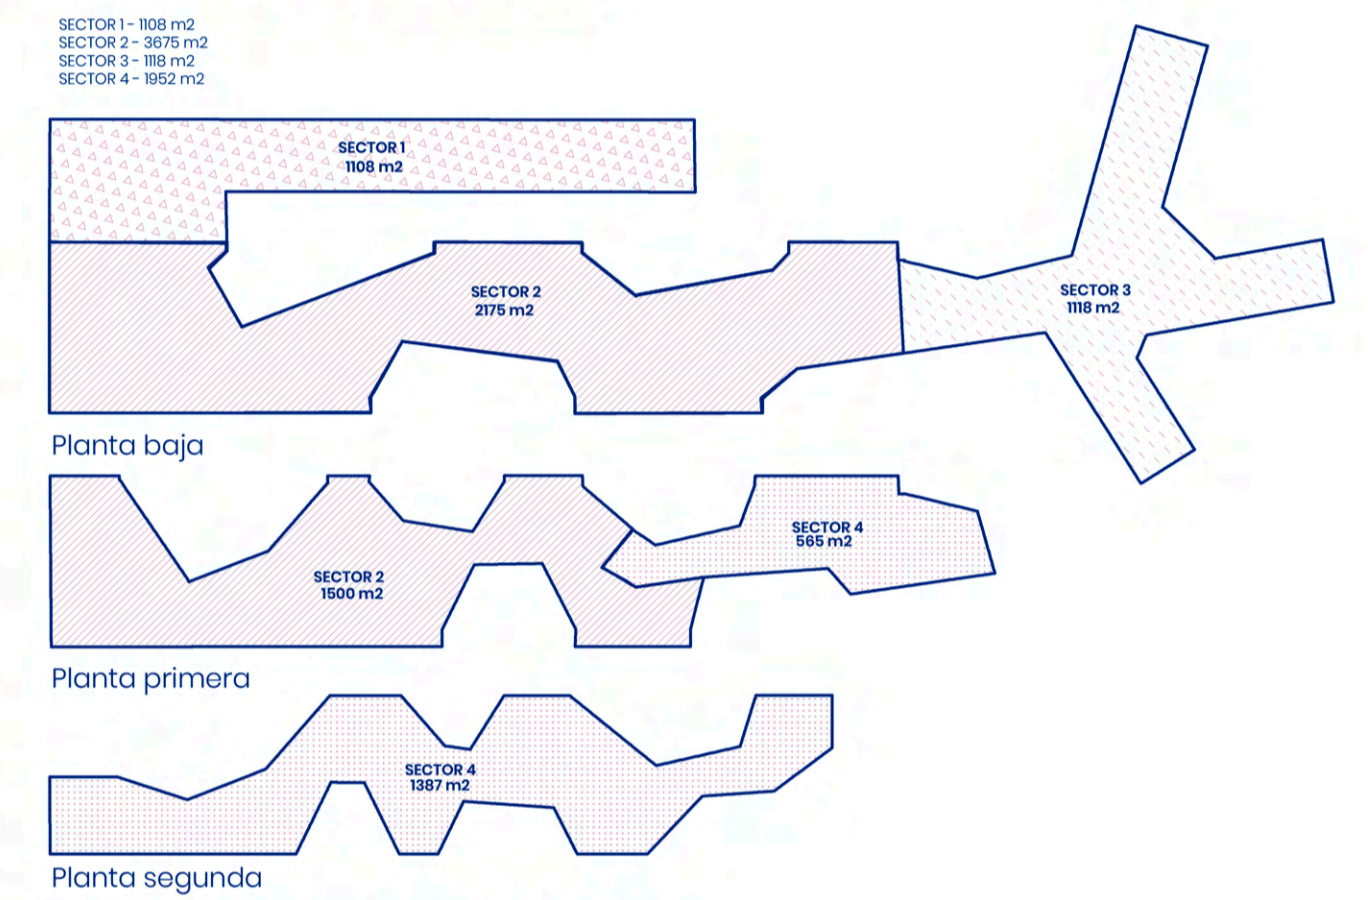 SECTOR 1 - 1108 m2
SECTOR 2 - 3675 m2
SECTOR 3 - 1118 m2
SECTOR 4 - 1952 m2
SECTOR 1
1108 m2
SECTOR 2
2175 m2
SECTOR 3
1118 m2
Planta baja
SECTOR 4
565 m2
SECTOR 2
1500 m2
Planta primera
SECTOR 4
1387 m2
Planta segunda